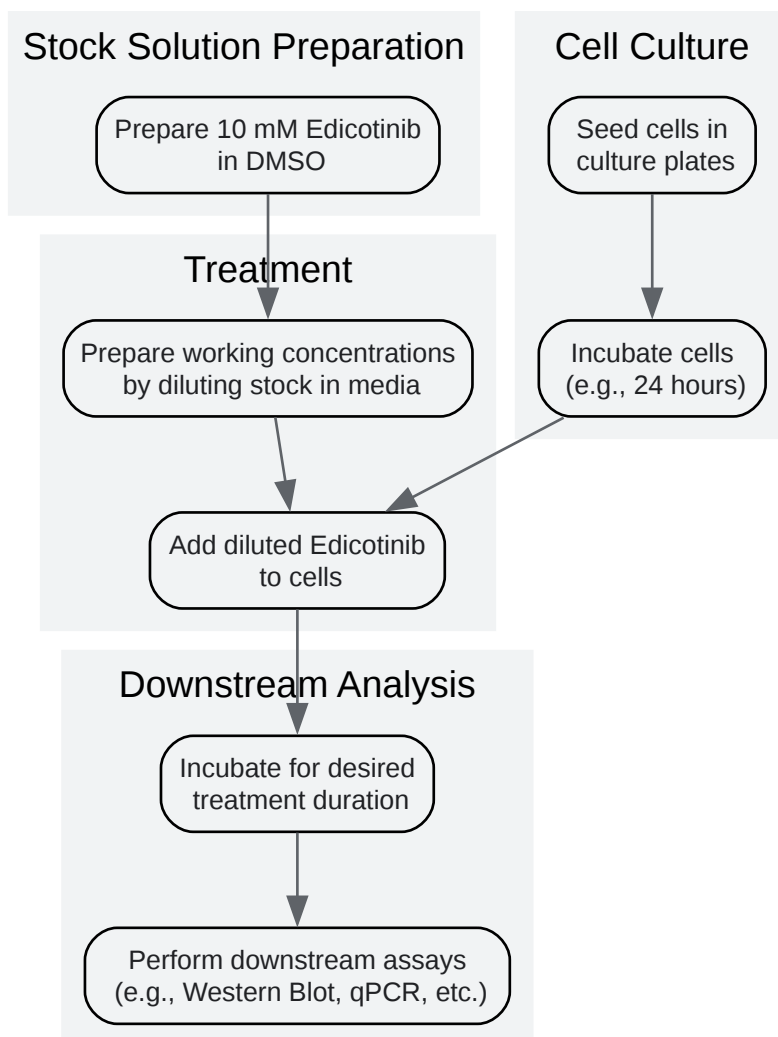 Stock Solution Preparation
Prepare 10 mM Edicotinib
in DMSO
Cell Culture
Seed cells in
culture plates
Incubate cells
(e.g., 24 hours)
Treatment
Prepare working concentrations
by diluting stock in media
Add diluted Edicotinib
to cells
Downstream Analysis
Incubate for desired
treatment duration
Perform downstream assays
(e.g., Western Blot, qPCR, etc.)